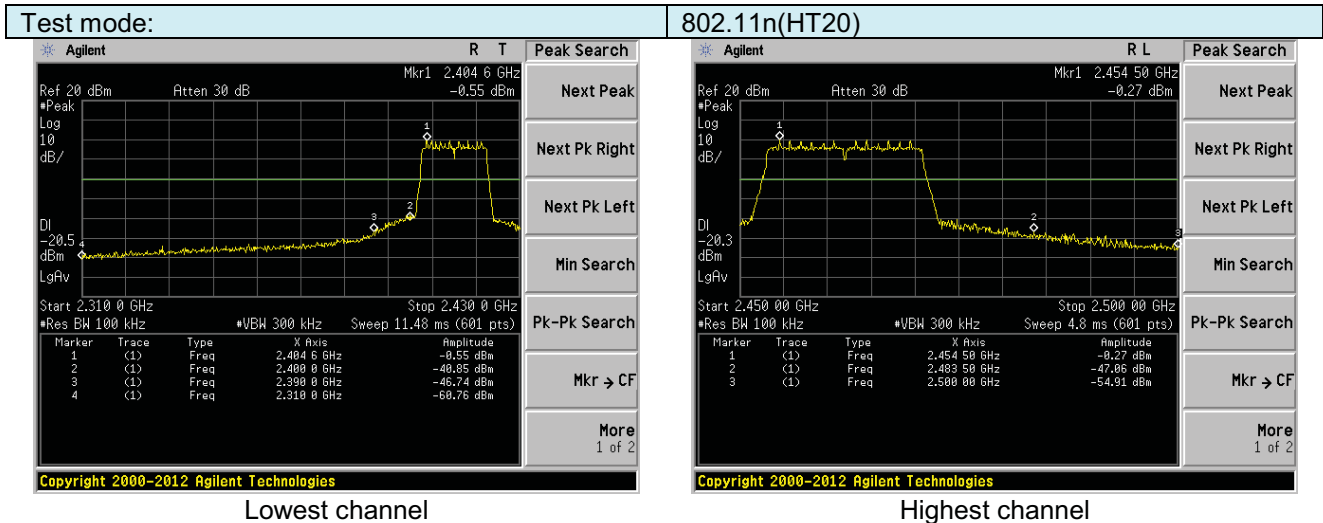 Test mode: 802.11n(HT20)
Agilent R T Peak Search
Mkr1 2.404 6 GHz
Ref 20 dBm Atten 30 dB -0.55 dBm
#Peak
Log
10
dB/
DI
-20.5
dBm
LgAv
1
2
3
4
Start 2.310 0 GHz Stop 2.430 0 GHz
#Res BW 100 kHz #VBW 300 kHz Sweep 11.48 ms (601 pts)
Marker Trace Type X Axis Amplitude
1 (1) Freq 2.404 6 GHz -0.55 dBm
2 (1) Freq 2.400 0 GHz -40.85 dBm
3 (1) Freq 2.390 0 GHz -46.74 dBm
4 (1) Freq 2.310 0 GHz -60.76 dBm
Next Peak
Next Pk Right
Next Pk Left
Min Search
Pk-Pk Search
Mkr → CF
More
1 of 2
Copyright 2000-2012 Agilent Technologies
Lowest channel
Agilent R L Peak Search
Mkr1 2.454 50 GHz
Ref 20 dBm Atten 30 dB -0.27 dBm
#Peak
Log
10
dB/
DI
-20.3
dBm
LgAv
1
2
3
Start 2.450 00 GHz Stop 2.500 00 GHz
#Res BW 100 kHz #VBW 300 kHz Sweep 4.8 ms (601 pts)
Marker Trace Type X Axis Amplitude
1 (1) Freq 2.454 50 GHz -0.27 dBm
2 (1) Freq 2.483 50 GHz -47.06 dBm
3 (1) Freq 2.500 00 GHz -54.91 dBm
Next Peak
Next Pk Right
Next Pk Left
Min Search
Pk-Pk Search
Mkr → CF
More
1 of 2
Copyright 2000-2012 Agilent Technologies
Highest channel